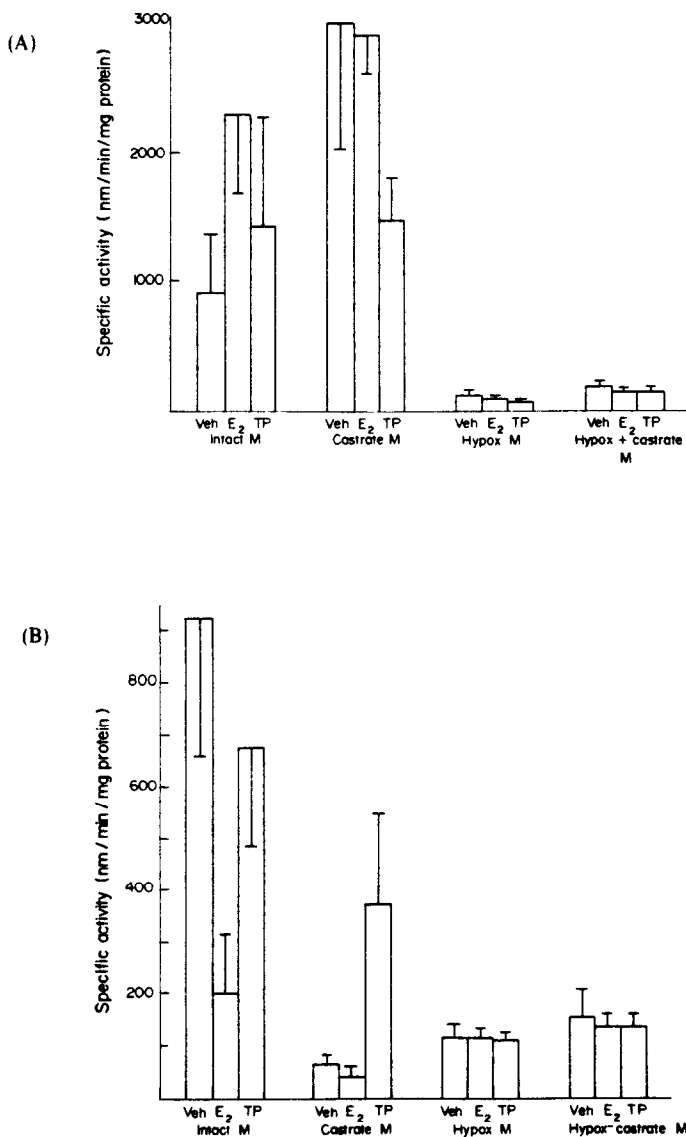 (A)
Specific activity (nm/min/mg protein)
3000
2000
1000
Veh E2 TP
Intact M
Veh E2 TP
Castrate M
Veh E2 TP
Hypox M
Veh E2 TP
Hypox + castrate
M
(B)
Specific activity (nm/min/mg protein)
800
600
400
200
Veh E2 TP
Intact M
Veh E2 TP
Castrate M
Veh E2 TP
Hypox M
Veh E2 TP
Hypox-castrate M